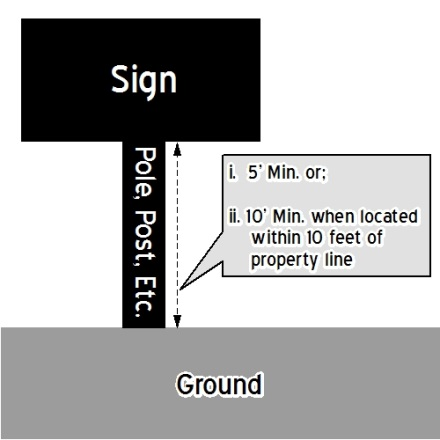 Sign
Pole, Post, Etc.
i. 5' Min. or;
ii. 10' Min. when located
within 10 feet of
property line
Ground